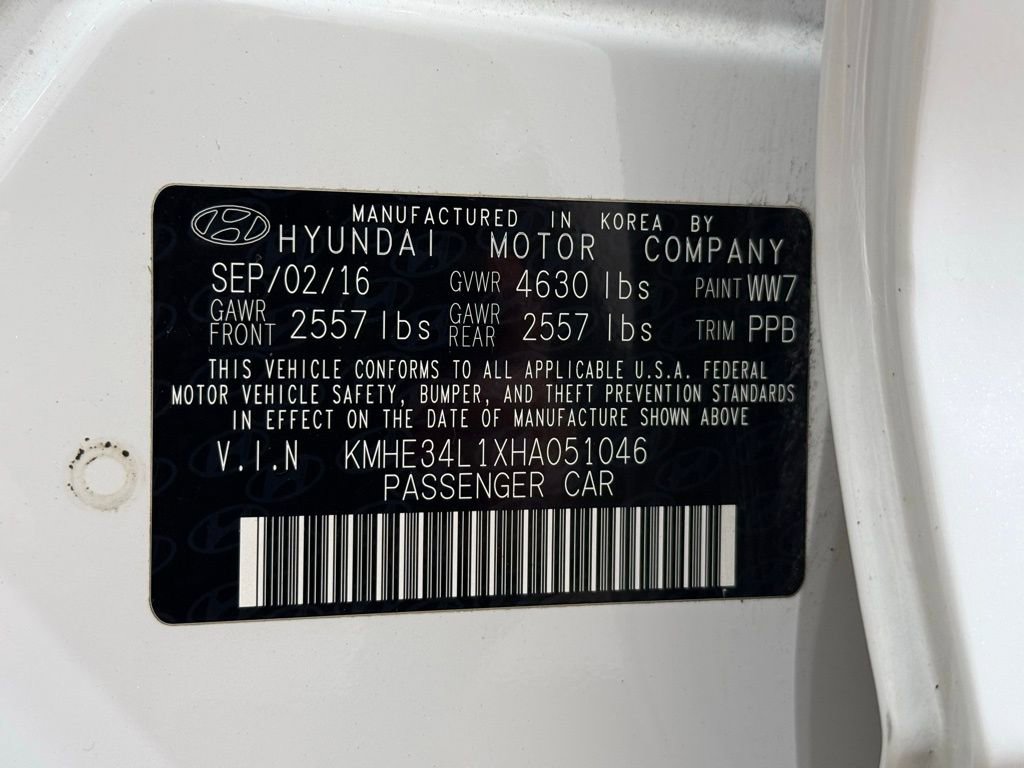 MANUFACTURED IN KOREA BY
HYUNDAI MOTOR COMPANY
SEP/02/16 GVWR 4630 lbs PAINT WW7
GAWR FRONT 2557 lbs GAWR REAR 2557 lbs TRIM PPB
THIS VEHICLE CONFORMS TO ALL APPLICABLE U.S.A. FEDERAL
MOTOR VEHICLE SAFETY, BUMPER, AND THEFT PREVENTION STANDARDS
IN EFFECT ON THE DATE OF MANUFACTURE SHOWN ABOVE
V.I.N KMHE34L1XHA051046
PASSENGER CAR